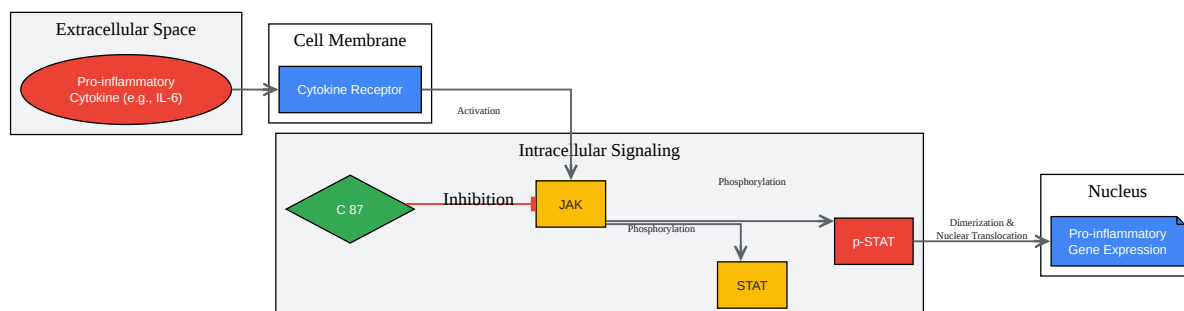 Extracellular Space
Pro-inflammatory
Cytokine (e.g., IL-6)
Cell Membrane
Cytokine Receptor
Activation
Intracellular Signaling
C 87
Inhibition
JAK
Phosphorylation
Phosphorylation
STAT
p-STAT
Dimerization &
Nuclear Translocation
Nucleus
Pro-inflammatory
Gene Expression